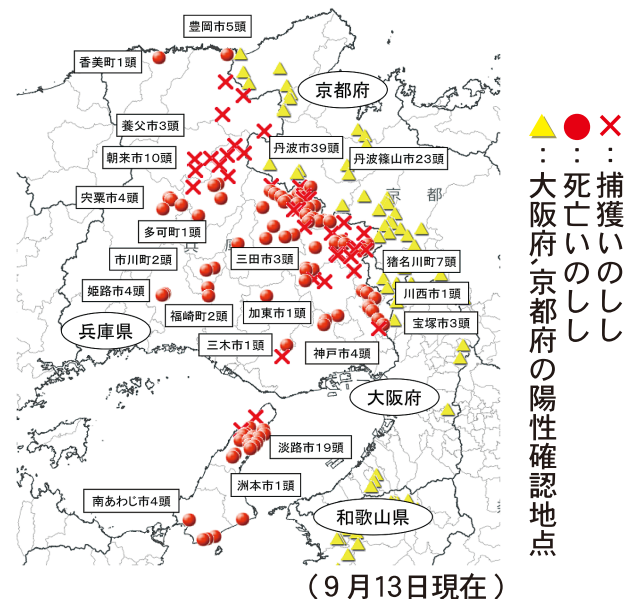 豊岡市5頭
香美町1頭
京都府
養父市3頭
丹波市39頭
朝来市10頭
丹波篠山市23頭
宍粟市4頭
京都
多可町1頭
兵庫
市川町2頭
三田市3頭
猪名川町7頭
姫路市4頭
川西市1頭
福崎町2頭
加東市1頭
宝塚市3頭
兵庫県
三木市1頭
神戸市4頭
大阪府
淡路市19頭
洲本市1頭
南あわじ市4頭
和歌山県
×:捕獲いのしし
●:死亡いのしし
▲:大阪府,京都府の陽性確認地点
(9月13日現在)